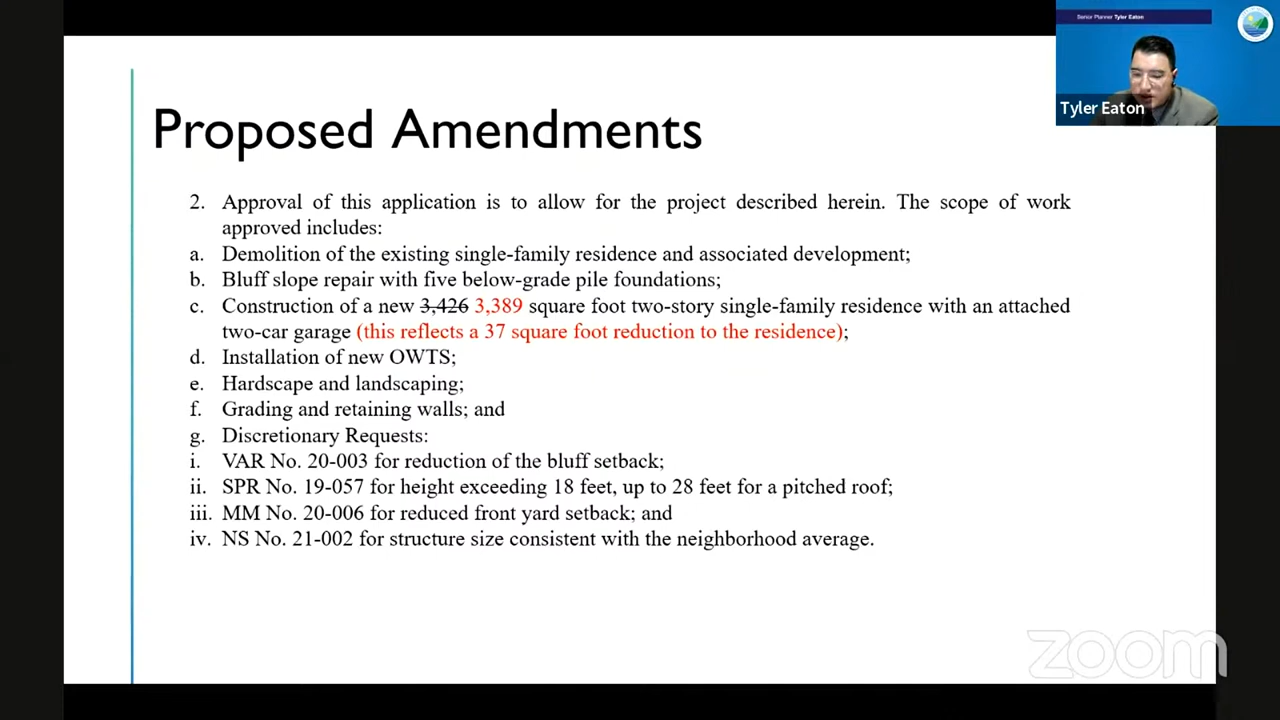 Senior Planner Tyler Eaton
Tyler Eaton
Proposed Amendments
2. Approval of this application is to allow for the project described herein. The scope of work
approved includes:
a. Demolition of the existing single-family residence and associated development;
b. Bluff slope repair with five below-grade pile foundations;
c. Construction of a new 3,426 3,389 square foot two-story single-family residence with an attached
two-car garage (this reflects a 37 square foot reduction to the residence);
d. Installation of new OWTS;
e. Hardscape and landscaping;
f. Grading and retaining walls; and
g. Discretionary Requests:
i. VAR No. 20-003 for reduction of the bluff setback;
ii. SPR No. 19-057 for height exceeding 18 feet, up to 28 feet for a pitched roof;
iii. MM No. 20-006 for reduced front yard setback; and
iv. NS No. 21-002 for structure size consistent with the neighborhood average.
zoom